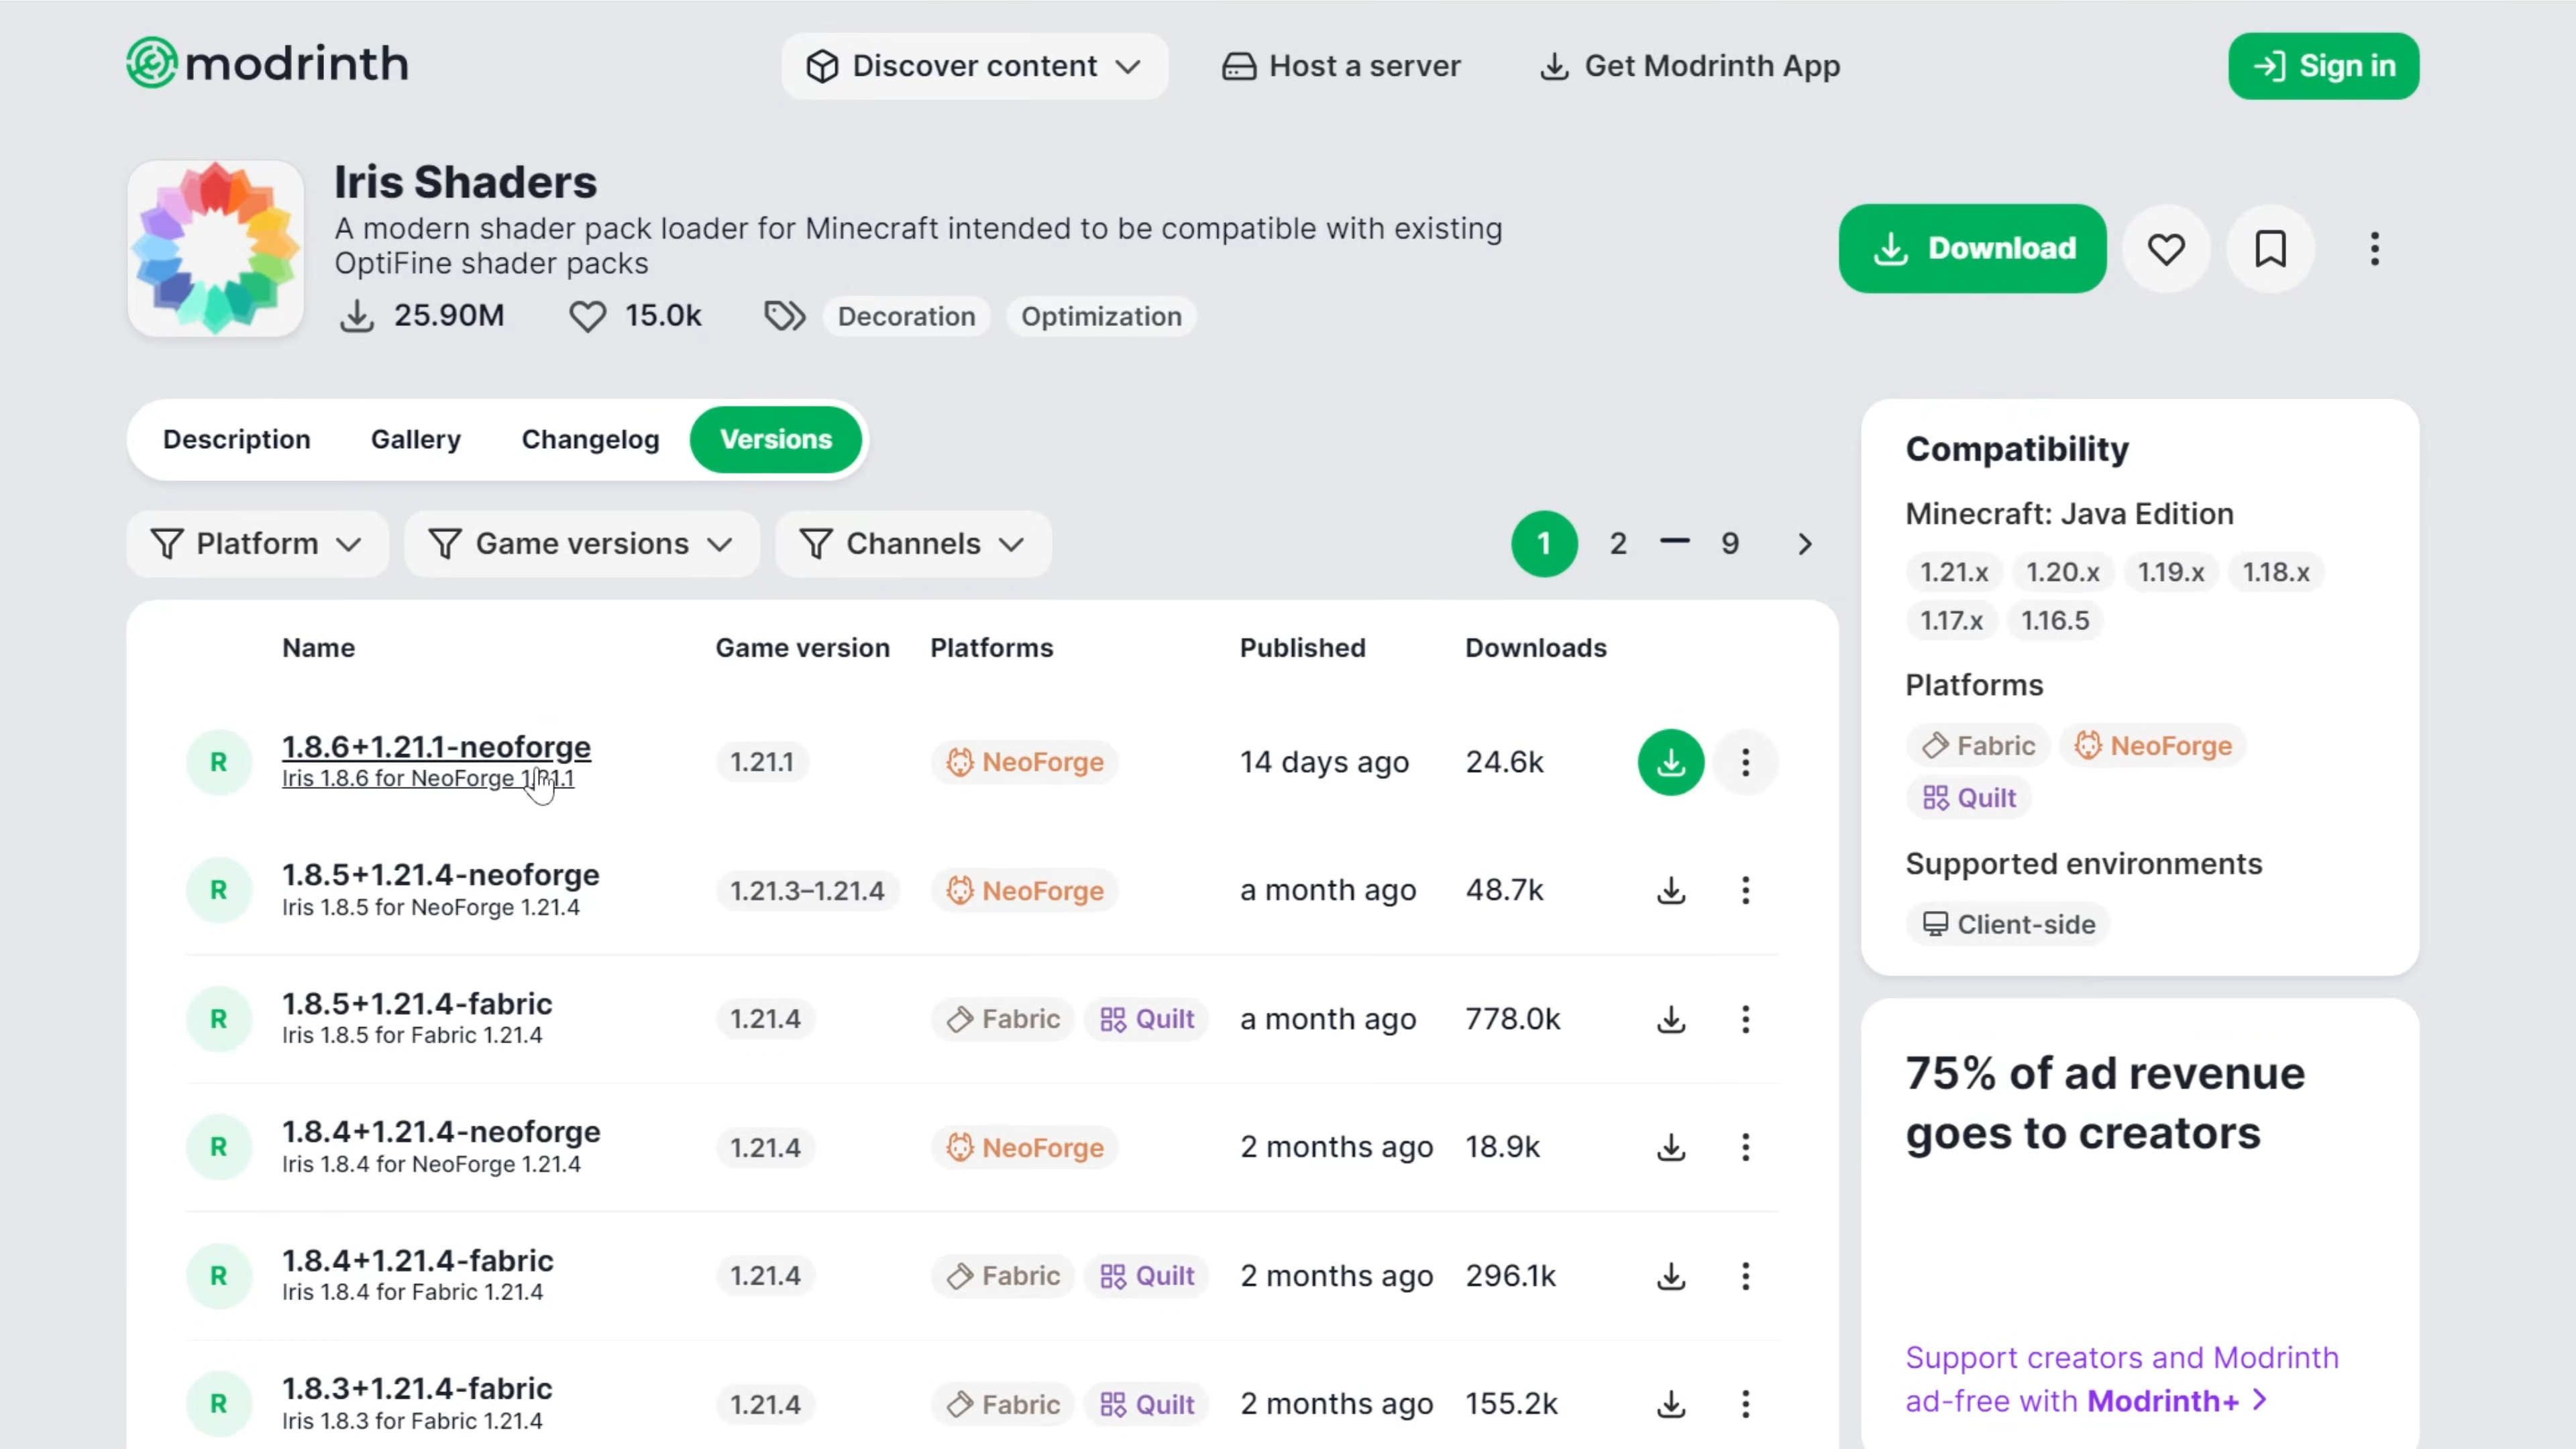 modrinth
Discover content
Host a server
Get Modrinth App
Sign in
Iris Shaders
A modern shader pack loader for Minecraft intended to be compatible with existing
OptiFine shader packs
25.90M
15.0k
Decoration
Optimization
Download
Description
Gallery
Changelog
Versions
Platform
Game versions
Channels
1
2
9
Name
Game version
Platforms
Published
Downloads
R
1.8.6+1.21.1-neoforge
Iris 1.8.6 for NeoForge 1.21.1
1.21.1
NeoForge
14 days ago
24.6k
R
1.8.5+1.21.4-neoforge
Iris 1.8.5 for NeoForge 1.21.4
1.21.3–1.21.4
NeoForge
a month ago
48.7k
R
1.8.5+1.21.4-fabric
Iris 1.8.5 for Fabric 1.21.4
1.21.4
Fabric
Quilt
a month ago
778.0k
R
1.8.4+1.21.4-neoforge
Iris 1.8.4 for NeoForge 1.21.4
1.21.4
NeoForge
2 months ago
18.9k
R
1.8.4+1.21.4-fabric
Iris 1.8.4 for Fabric 1.21.4
1.21.4
Fabric
Quilt
2 months ago
296.1k
R
1.8.3+1.21.4-fabric
Iris 1.8.3 for Fabric 1.21.4
1.21.4
Fabric
Quilt
2 months ago
155.2k
Compatibility
Minecraft: Java Edition
1.21.x
1.20.x
1.19.x
1.18.x
1.17.x
1.16.5
Platforms
Fabric
NeoForge
Quilt
Supported environments
Client-side
75% of ad revenue
goes to creators
Support creators and Modrinth
ad-free with Modrinth+